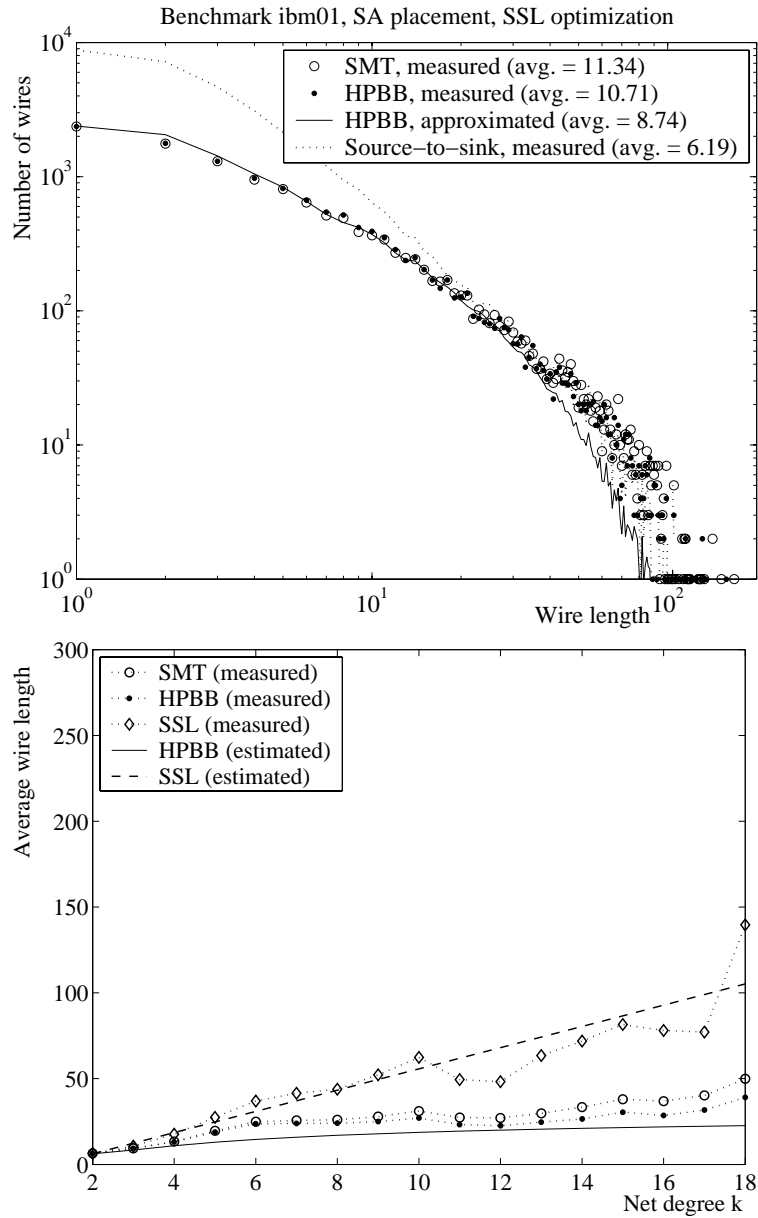 Benchmark ibm01, SA placement, SSL optimization
10^4
10^3
10^2
10^1
10^0
Number of wires
SMT, measured (avg. = 11.34)
HPBB, measured (avg. = 10.71)
HPBB, approximated (avg. = 8.74)
Source−to−sink, measured (avg. = 6.19)
10^0
10^1
10^2
Wire length
300
250
200
150
100
50
0
Average wire length
SMT (measured)
HPBB (measured)
SSL (measured)
HPBB (estimated)
SSL (estimated)
2
4
6
8
10
12
14
16
18
Net degree k